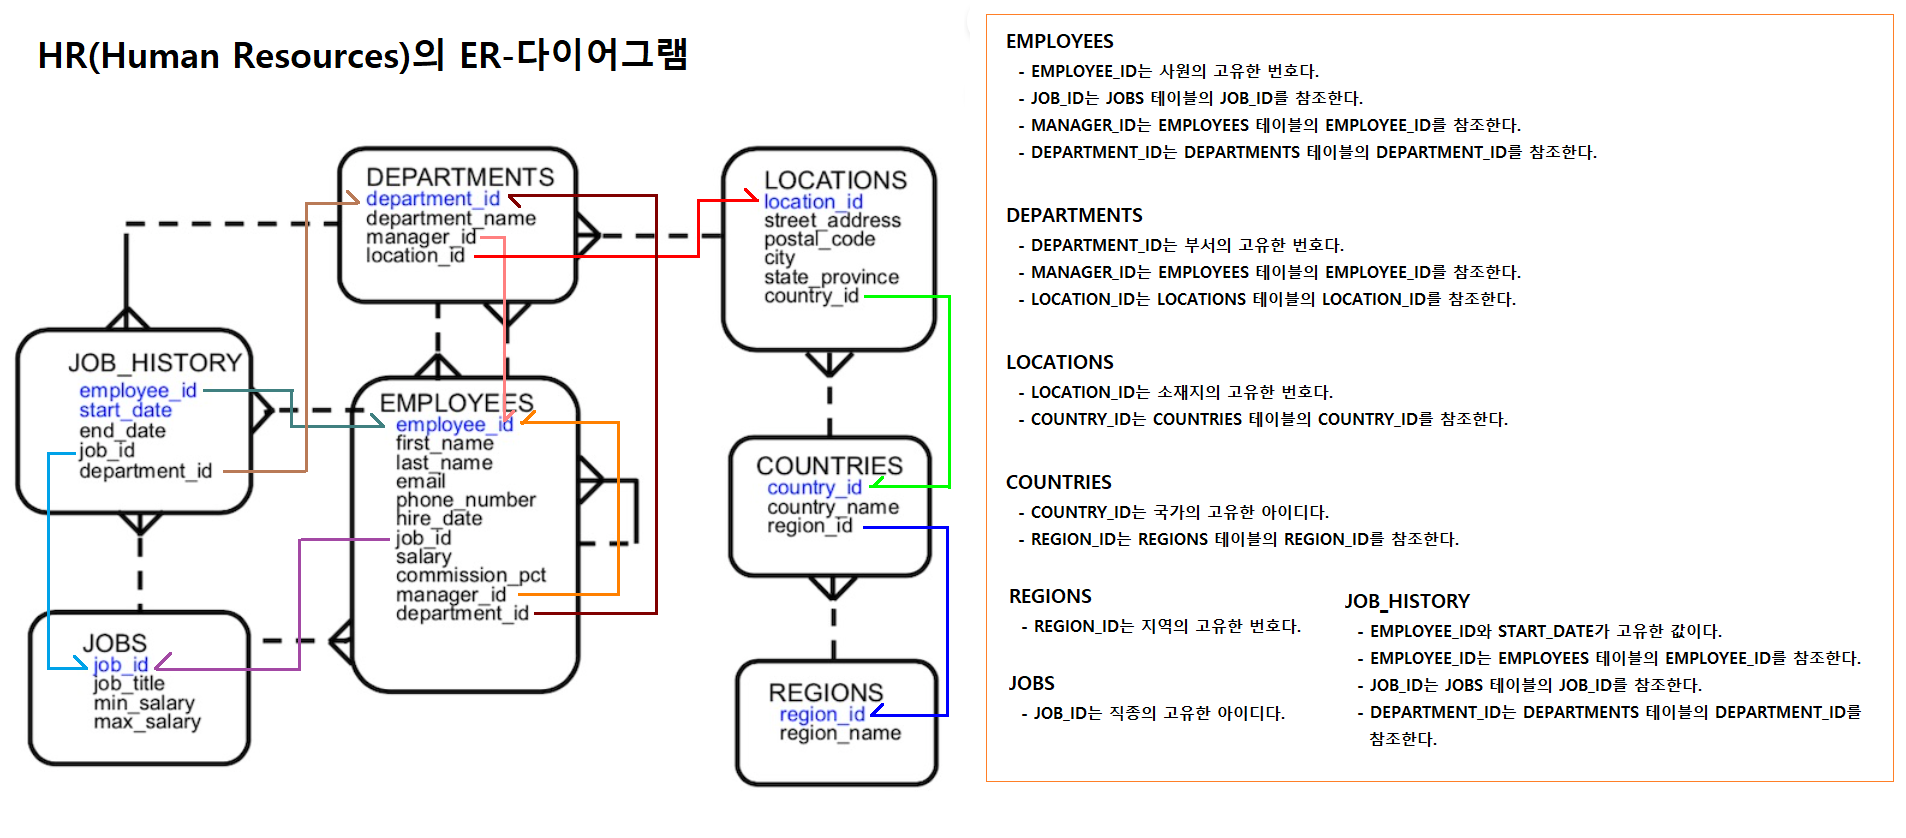 HR(Human Resources)의 ER-다이어그램
DEPARTMENTS
department_id
department_name
manager_id
location_id
LOCATIONS
location_id
street_address
postal_code
city
state_province
country_id
JOB_HISTORY
employee_id
start_date
end_date
job_id
department_id
EMPLOYEES
employee_id
first_name
last_name
email
phone_number
hire_date
job_id
salary
commission_pct
manager_id
department_id
COUNTRIES
country_id
country_name
region_id
JOBS
job_id
job_title
min_salary
max_salary
REGIONS
region_id
region_name
EMPLOYEES
- EMPLOYEE_ID는 사원의 고유한 번호다.
- JOB_ID는 JOBS 테이블의 JOB_ID를 참조한다.
- MANAGER_ID는 EMPLOYEES 테이블의 EMPLOYEE_ID를 참조한다.
- DEPARTMENT_ID는 DEPARTMENTS 테이블의 DEPARTMENT_ID를 참조한다.
DEPARTMENTS
- DEPARTMENT_ID는 부서의 고유한 번호다.
- MANAGER_ID는 EMPLOYEES 테이블의 EMPLOYEE_ID를 참조한다.
- LOCATION_ID는 LOCATIONS 테이블의 LOCATION_ID를 참조한다.
LOCATIONS
- LOCATION_ID는 소재지의 고유한 번호다.
- COUNTRY_ID는 COUNTRIES 테이블의 COUNTRY_ID를 참조한다.
COUNTRIES
- COUNTRY_ID는 국가의 고유한 아이디다.
- REGION_ID는 REGIONS 테이블의 REGION_ID를 참조한다.
REGIONS
- REGION_ID는 지역의 고유한 번호다.
JOBS
- JOB_ID는 직종의 고유한 아이디다.
JOB_HISTORY
- EMPLOYEE_ID와 START_DATE가 고유한 값이다.
- EMPLOYEE_ID는 EMPLOYEES 테이블의 EMPLOYEE_ID를 참조한다.
- JOB_ID는 JOBS 테이블의 JOB_ID를 참조한다.
- DEPARTMENT_ID는 DEPARTMENTS 테이블의 DEPARTMENT_ID를
참조한다.